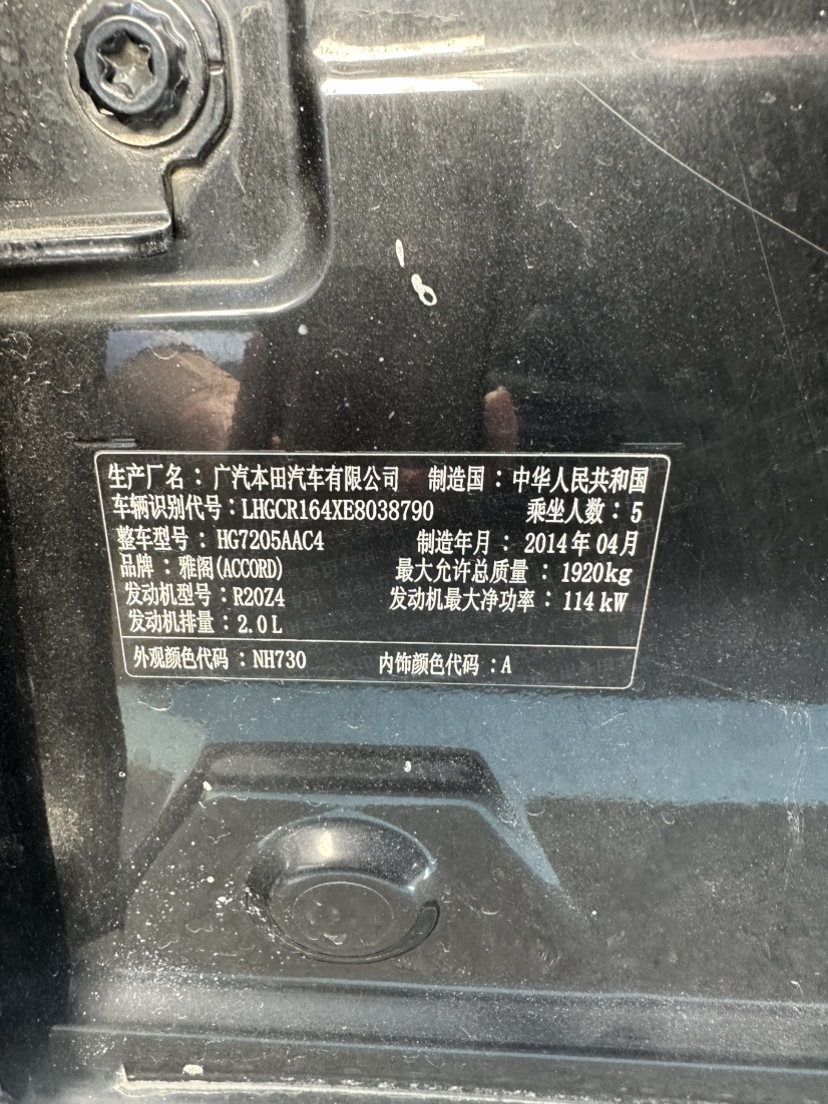 生产厂名：广汽本田汽车有限公司 制造国：中华人民共和国
车辆识别代号：LHGCR164XE8038790 乘坐人数：5
整车型号：HG7205AAC4 制造年月：2014年04月
品牌：雅阁(ACCORD) 最大允许总质量：1920kg
发动机型号：R20Z4 发动机最大净功率：114kW
发动机排量：2.0L
外观颜色代码：NH730 内饰颜色代码：A